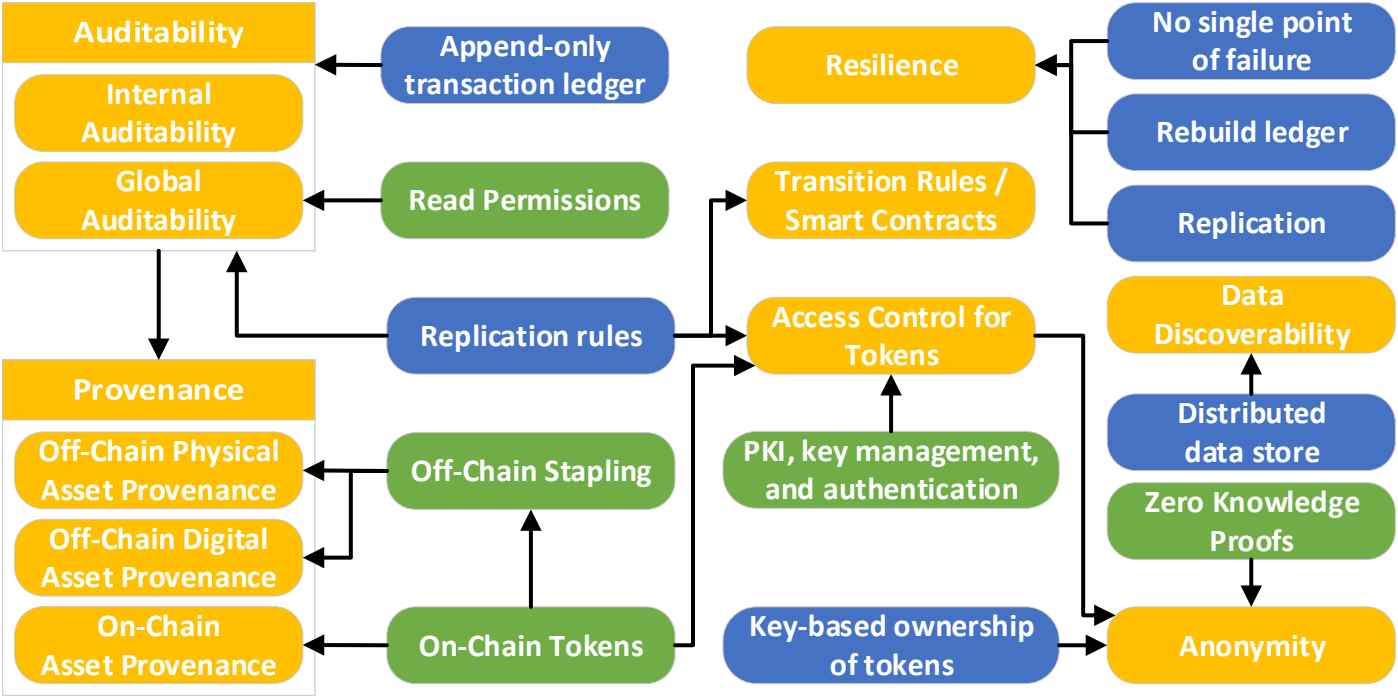 Auditability
Internal
Auditability
Global
Auditability
Append-only
transaction ledger
Read Permissions
Replication rules
Provenance
Off-Chain Physical
Asset Provenance
Off-Chain Digital
Asset Provenance
On-Chain
Asset Provenance
Off-Chain Stapling
On-Chain Tokens
Resilience
Transition Rules /
Smart Contracts
Access Control for
Tokens
PKI, key management,
and authentication
Key-based ownership
of tokens
No single point
of failure
Rebuild ledger
Replication
Data
Discoverability
Distributed
data store
Zero Knowledge
Proofs
Anonymity